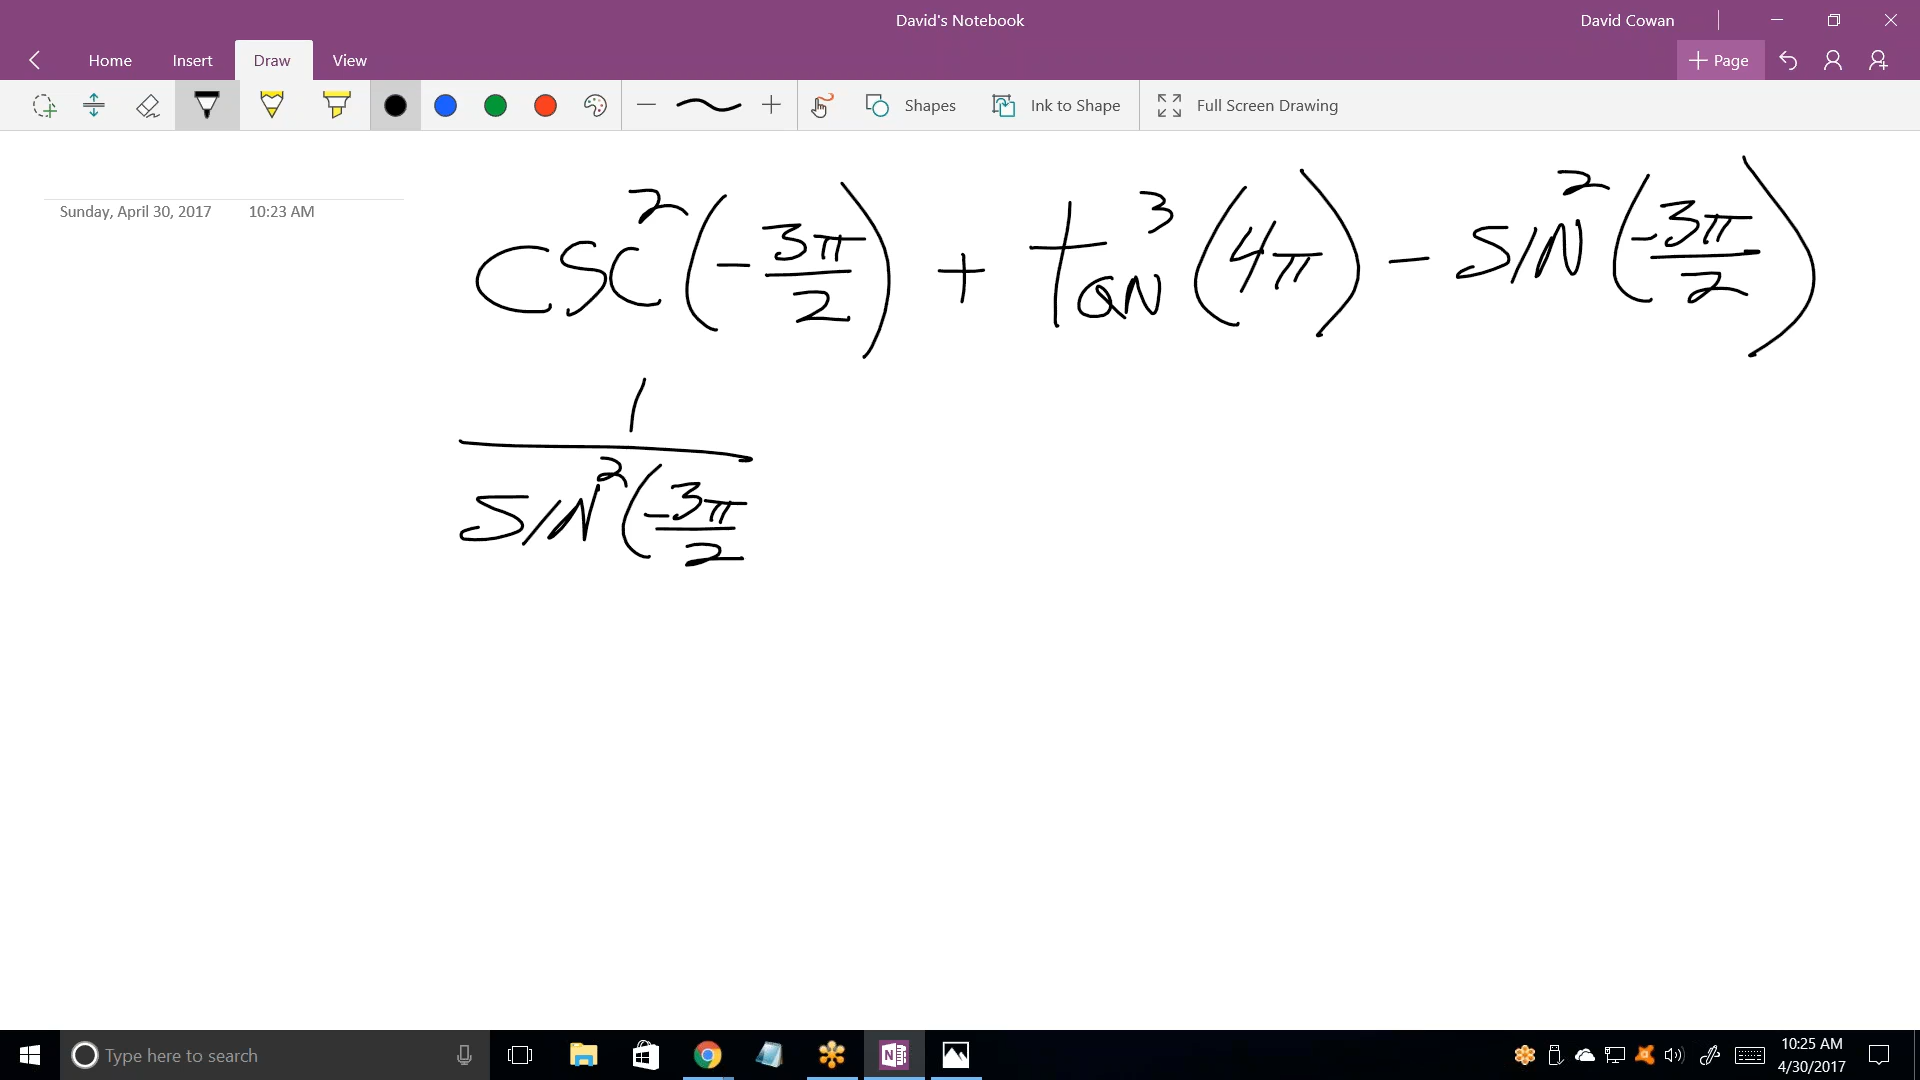 David's Notebook
David Cowan
Home Insert Draw View
Page
Shapes Ink to Shape Full Screen Drawing
Sunday, April 30, 2017 10:23 AM
csc²(-3π/2) + tan³(4π) - sin²(-3π/2)
1
sin²(-3π/2
Type here to search
10:25 AM
4/30/2017